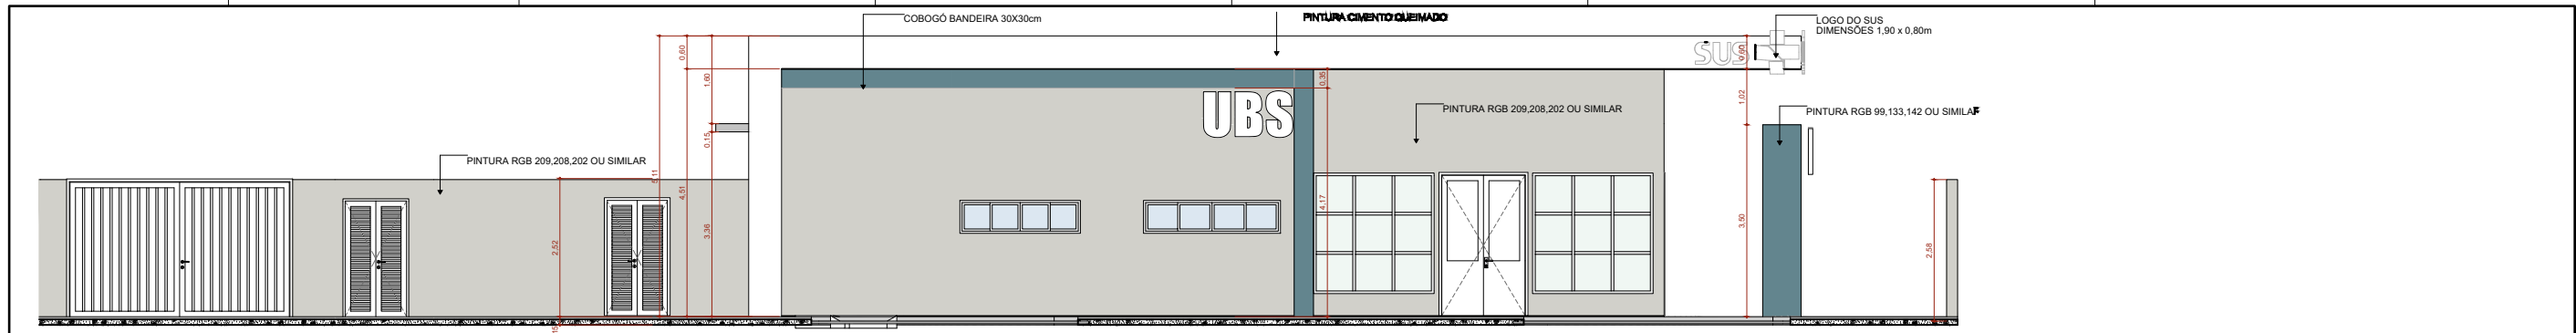 COBOGÓ BANDEIRA 30X30cm
PINTURA CIMENTO QUEIMADO
LOGO DO SUS
DIMENSÕES 1,90 x 0,80m
SUS
0,60
0,60
1,60
0,35
1,02
UBS
PINTURA RGB 209,208,202 OU SIMILAR
PINTURA RGB 99,133,142 OU SIMILAR
0,15
PINTURA RGB 209,208,202 OU SIMILAR
5,11
4,51
4,17
3,36
3,50
2,52
2,58
15